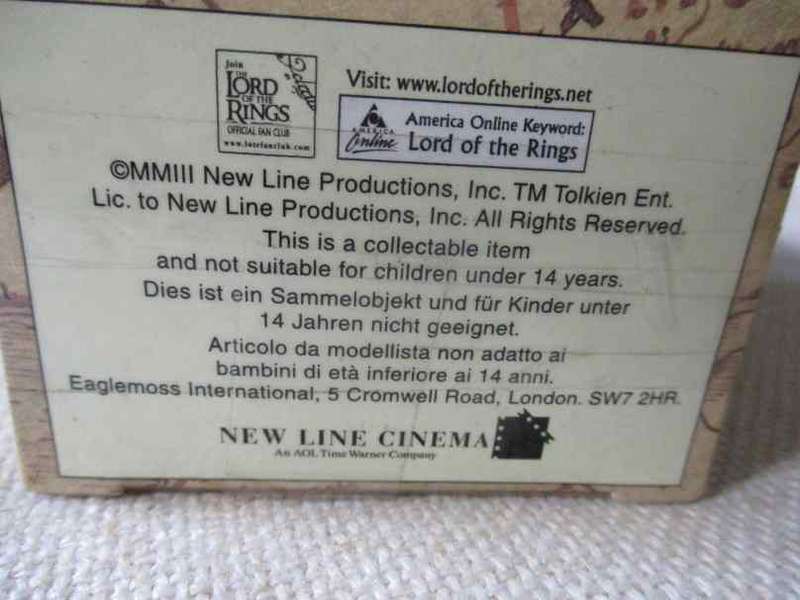 Join
THE
LORD
OF THE
RINGS
OFFICIAL FAN CLUB
www.lotrfanclub.com
Visit: www.lordoftherings.net
AMERICA
Online
America Online Keyword:
Lord of the Rings
©MMIII New Line Productions, Inc. TM Tolkien Ent.
Lic. to New Line Productions, Inc. All Rights Reserved.
This is a collectable item
and not suitable for children under 14 years.
Dies ist ein Sammelobjekt und für Kinder unter
14 Jahren nicht geeignet.
Articolo da modellista non adatto ai
bambini di età inferiore ai 14 anni.
Eaglemoss International, 5 Cromwell Road, London. SW7 2HR.
NEW LINE CINEMA
An AOL Time Warner Company